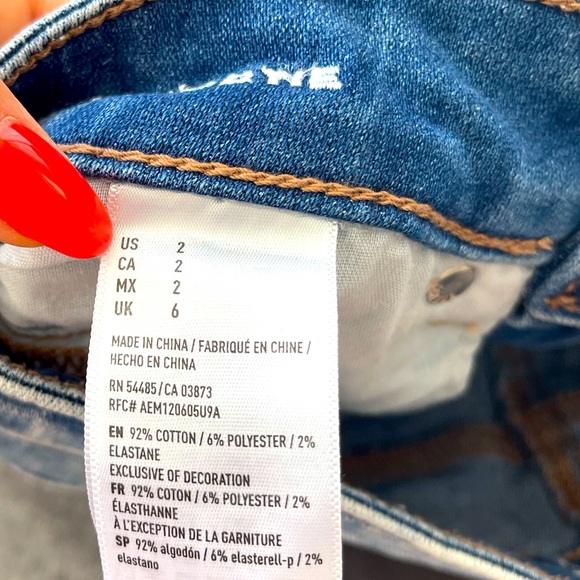 US 2
CA 2
MX 2
UK 6
MADE IN CHINA / FABRIQUÉ EN CHINE /
HECHO EN CHINA
RN 54485/CA 03873
RFC# AEM120605U9A
EN 92% COTTON / 6% POLYESTER / 2%
ELASTANE
EXCLUSIVE OF DECORATION
FR 92% COTON / 6% POLYESTER / 2%
ÉLASTHANNE
À L'EXCEPTION DE LA GARNITURE
SP 92% algodón / 6% elasterell-p / 2%
elastano